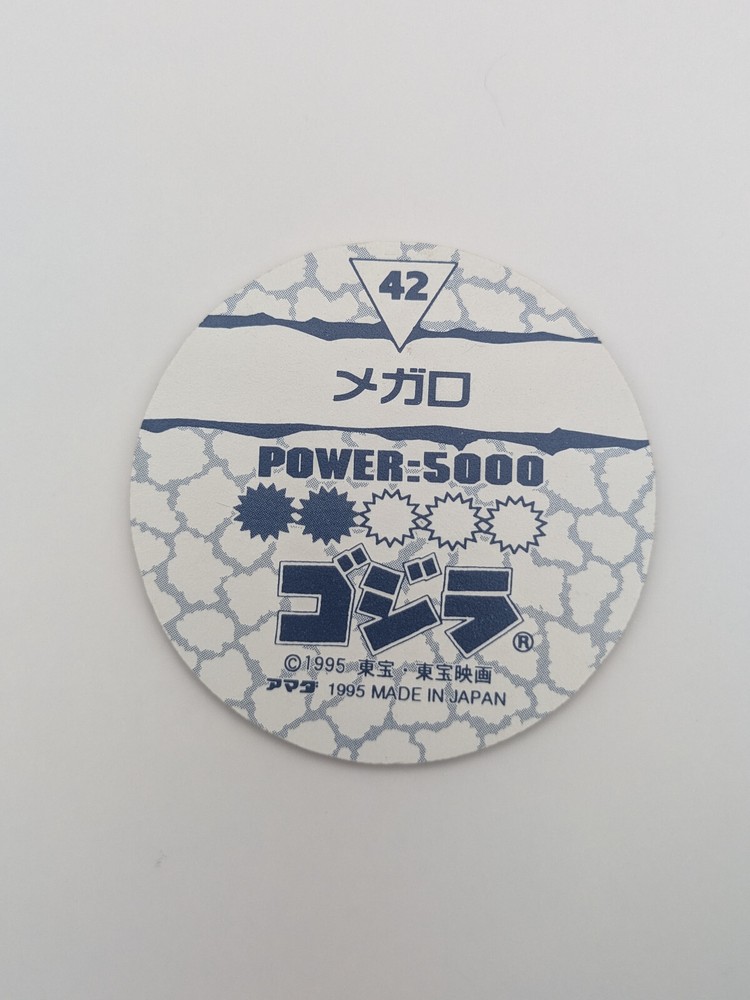 42
メガロ
POWER:5000
ゴジラ®
©1995 東宝・東宝映画
アマダ 1995 MADE IN JAPAN